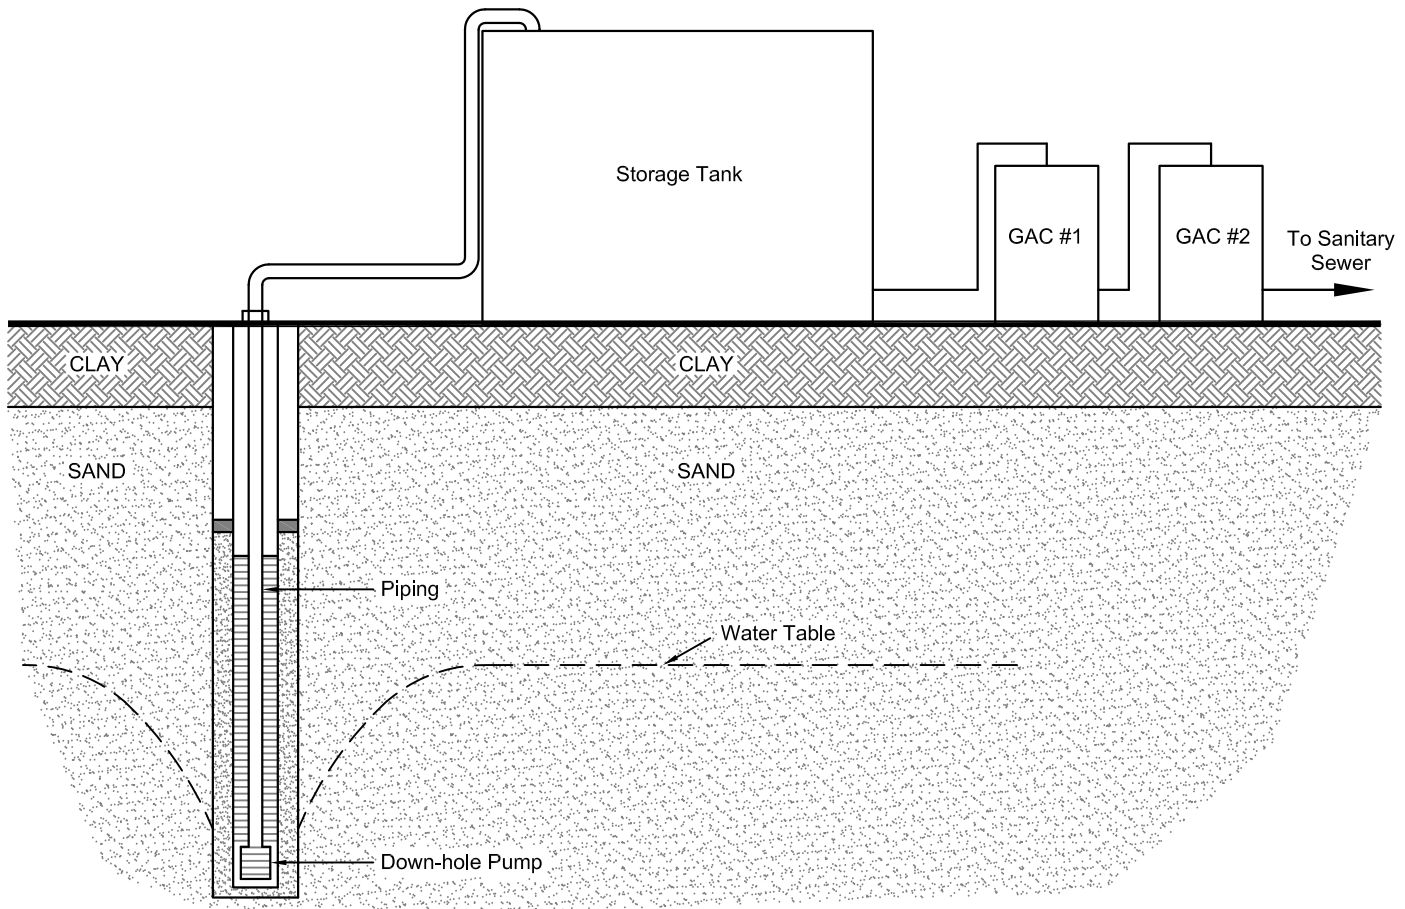 Storage Tank
GAC #1
GAC #2
To Sanitary
Sewer
CLAY
CLAY
SAND
SAND
Piping
Water Table
Down-hole Pump